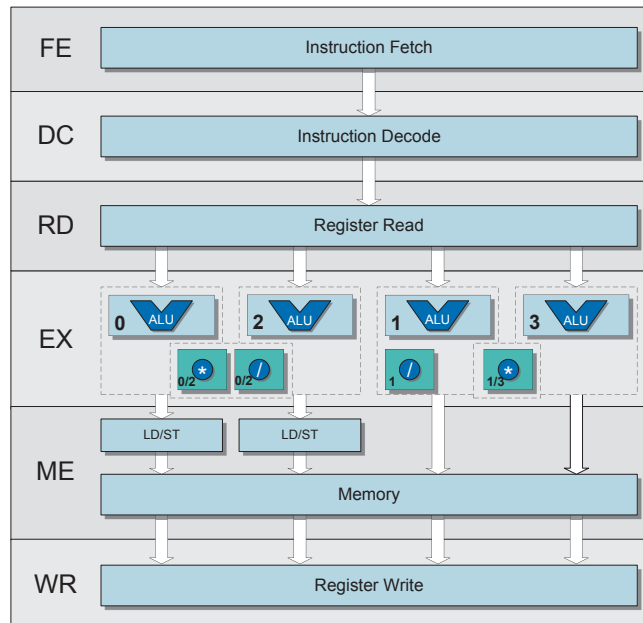 FE
Instruction Fetch
DC
Instruction Decode
RD
Register Read
EX
0
ALU
2
ALU
1
ALU
3
ALU
*
0/2
/
0/2
/
1
*
1/3
ME
LD/ST
LD/ST
Memory
WR
Register Write